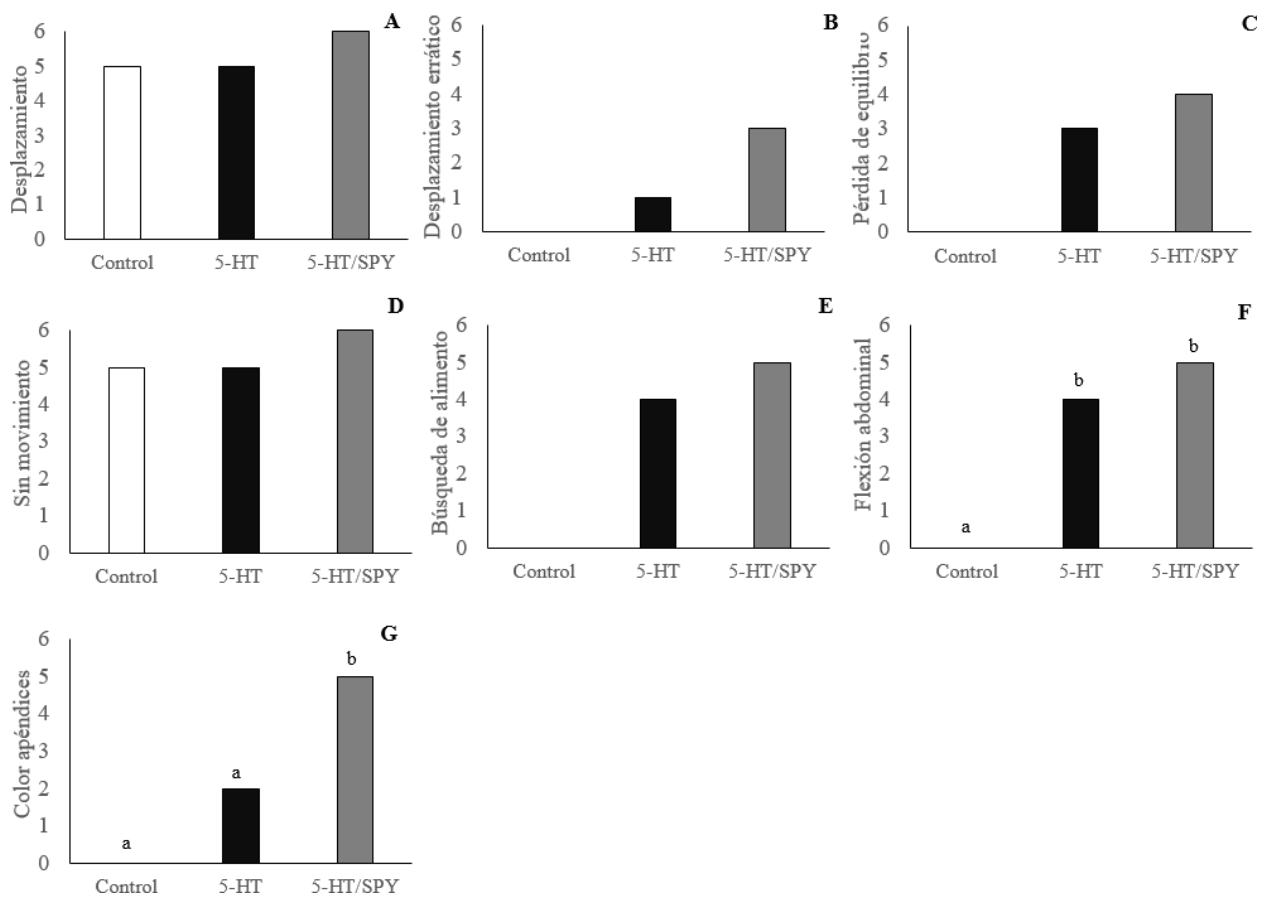 A
Desplazamiento
6
5
4
3
2
1
0
Control 5-HT 5-HT/SPY
B
Desplazamiento errático
6
5
4
3
2
1
0
Control 5-HT 5-HT/SPY
C
Pérdida de equilibrio
6
5
4
3
2
1
0
Control 5-HT 5-HT/SPY
D
Sin movimiento
6
5
4
3
2
1
0
Control 5-HT 5-HT/SPY
E
Búsqueda de alimento
6
5
4
3
2
1
0
Control 5-HT 5-HT/SPY
F
Flexión abdominal
6
5
4
3
2
1
0
a b b
Control 5-HT 5-HT/SPY
G
Color apéndices
6
5
4
3
2
1
0
a a b
Control 5-HT 5-HT/SPY